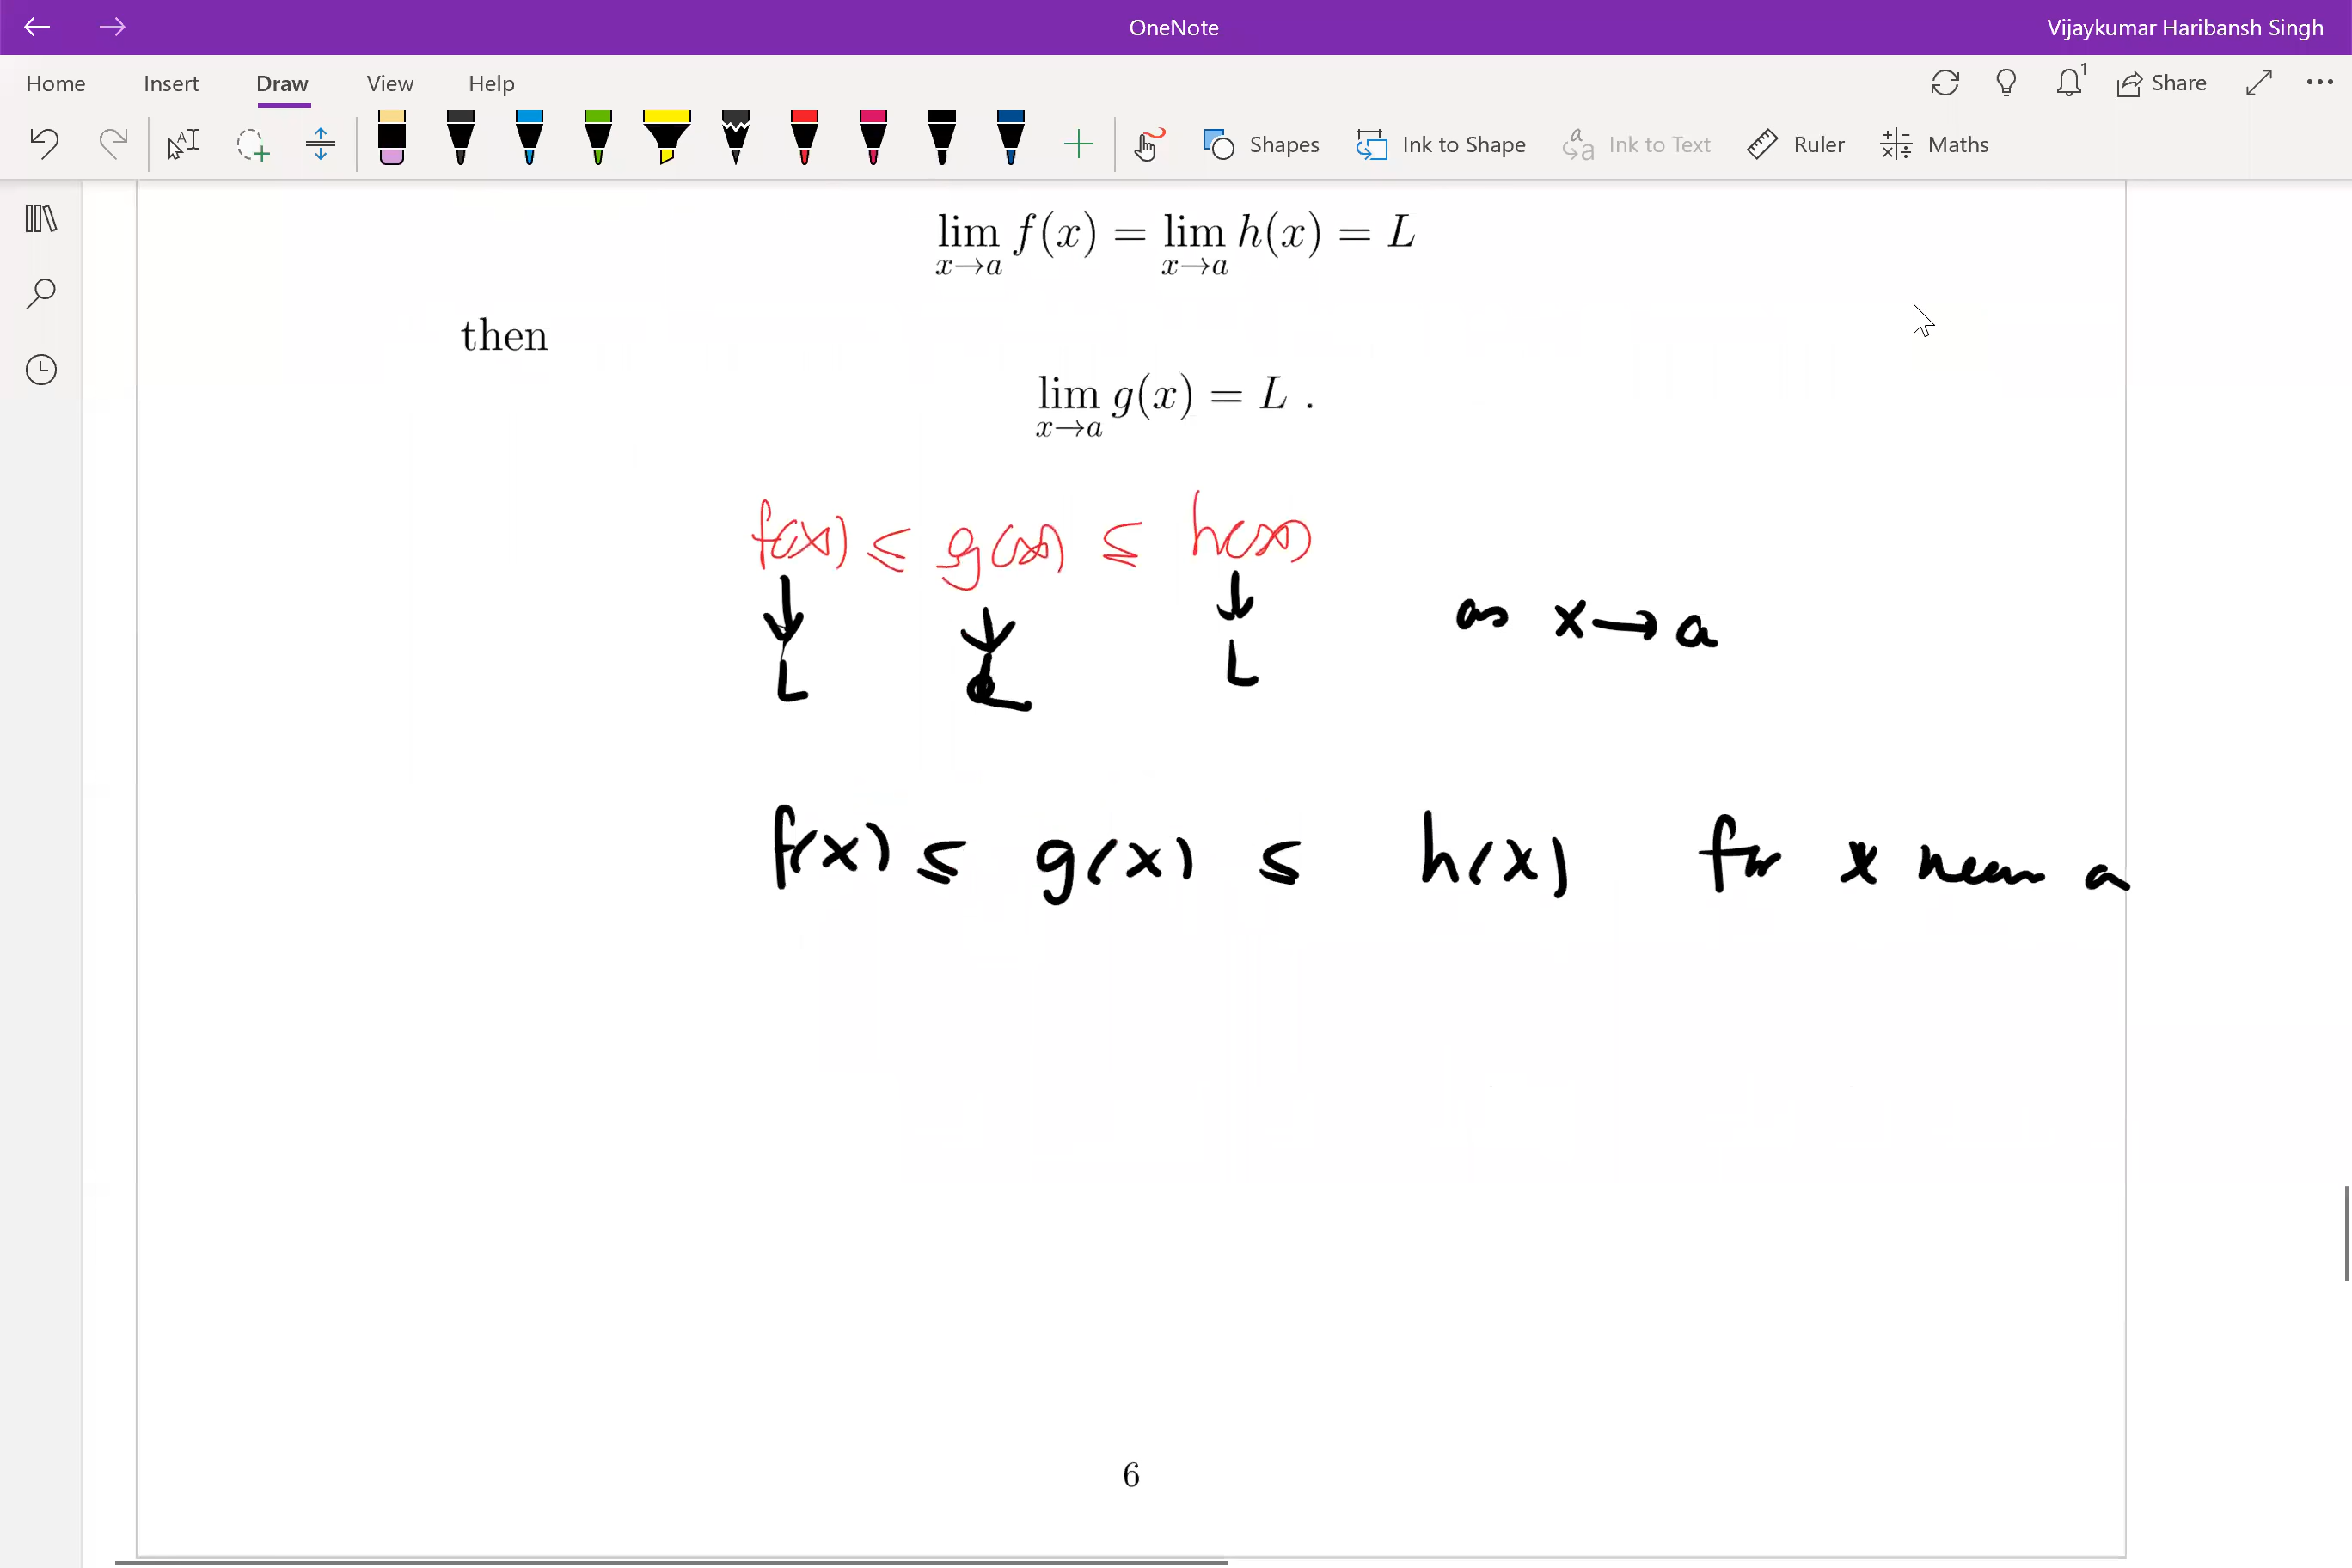 OneNote Vijaykumar Haribansh Singh
Home Insert Draw View Help 1 Share
Shapes Ink to Shape Ink to Text Ruler Maths
lim f(x) = lim h(x) = L
x→a x→a
then
lim g(x) = L .
x→a
f(x) ≤ g(x) ≤ h(x)
↓ ↓ ↓ as x→a
L L L
f(x) ≤ g(x) ≤ h(x) for x near a
6